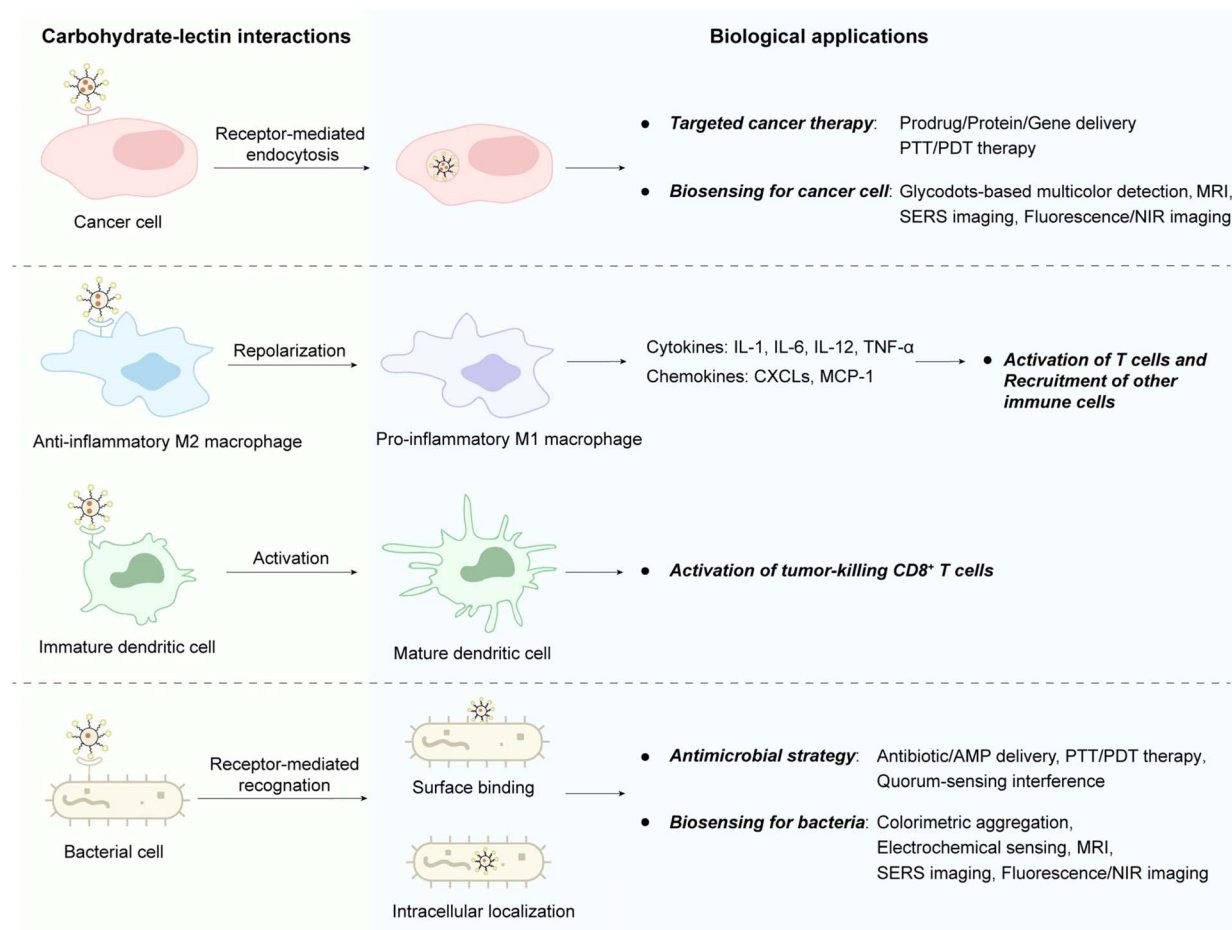 Carbohydrate-lectin interactions
Biological applications
Receptor-mediated
endocytosis
Cancer cell
● Targeted cancer therapy: Prodrug/Protein/Gene delivery
PTT/PDT therapy
● Biosensing for cancer cell: Glycodots-based multicolor detection, MRI,
SERS imaging, Fluorescence/NIR imaging
Repolarization
Anti-inflammatory M2 macrophage
Pro-inflammatory M1 macrophage
Cytokines: IL-1, IL-6, IL-12, TNF-α
Chemokines: CXCLs, MCP-1
● Activation of T cells and
Recruitment of other
immune cells
Activation
Immature dendritic cell
Mature dendritic cell
● Activation of tumor-killing CD8⁺ T cells
Receptor-mediated
recognation
Bacterial cell
Surface binding
Intracellular localization
● Antimicrobial strategy: Antibiotic/AMP delivery, PTT/PDT therapy,
Quorum-sensing interference
● Biosensing for bacteria: Colorimetric aggregation,
Electrochemical sensing, MRI,
SERS imaging, Fluorescence/NIR imaging